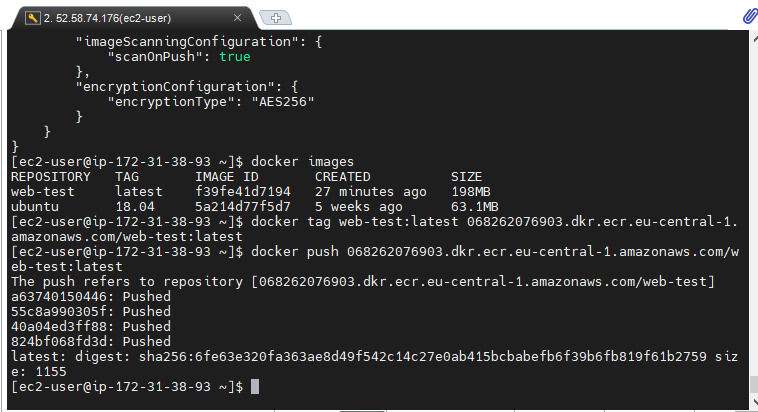 2. 52.58.74.176(ec2-user)
"imageScanningConfiguration": {
"scanOnPush": true
},
"encryptionConfiguration": {
"encryptionType": "AES256"
}
}
}
[ec2-user@ip-172-31-38-93 ~]$ docker images
REPOSITORY TAG IMAGE ID CREATED SIZE
web-test latest f39fe41d7194 27 minutes ago 198MB
ubuntu 18.04 5a214d77f5d7 5 weeks ago 63.1MB
[ec2-user@ip-172-31-38-93 ~]$ docker tag web-test:latest 068262076903.dkr.ecr.eu-central-1.
amazonaws.com/web-test:latest
[ec2-user@ip-172-31-38-93 ~]$ docker push 068262076903.dkr.ecr.eu-central-1.amazonaws.com/w
eb-test:latest
The push refers to repository [068262076903.dkr.ecr.eu-central-1.amazonaws.com/web-test]
a63740150446: Pushed
55c8a990305f: Pushed
40a04ed3ff88: Pushed
824bf068fd3d: Pushed
latest: digest: sha256:6fe63e320fa363ae8d49f542c14c27e0ab415bcbabefb6f39b6fb819f61b2759 siz
e: 1155
[ec2-user@ip-172-31-38-93 ~]$